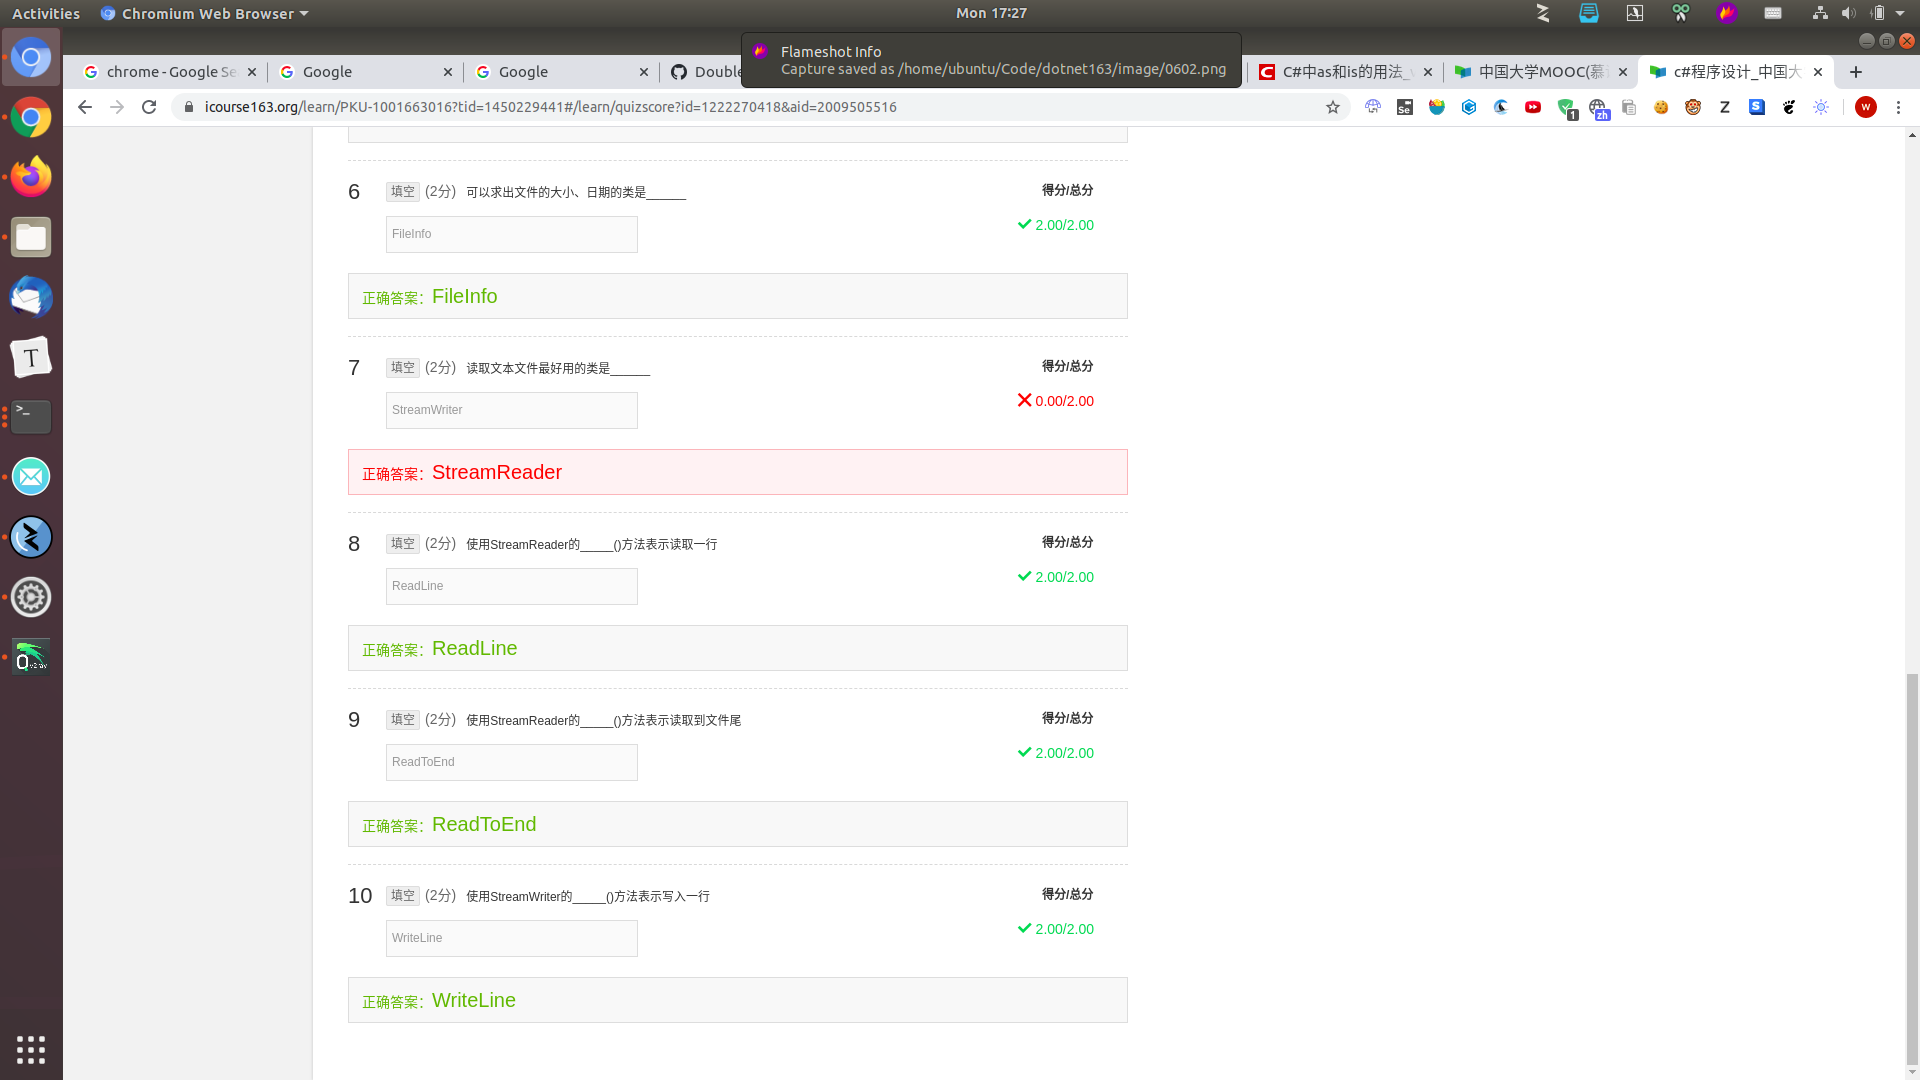 Activities
Chromium Web Browser
Mon 17:27
Flameshot Info
Capture saved as /home/ubuntu/Code/dotnet163/image/0602.png
chrome - Google Se
Google
Google
Double
C#中as和is的用法_
中国大学MOOC(慕
c#程序设计_中国大
icourse163.org/learn/PKU-1001663016?tid=1450229441#/learn/quizscore?id=1222270418&aid=2009505516
6 填空 (2分) 可以求出文件的大小、日期的类是______ 得分/总分
FileInfo
2.00/2.00
正确答案：FileInfo
7 填空 (2分) 读取文本文件最好用的类是______ 得分/总分
StreamWriter
0.00/2.00
正确答案：StreamReader
8 填空 (2分) 使用StreamReader的_____()方法表示读取一行 得分/总分
ReadLine
2.00/2.00
正确答案：ReadLine
9 填空 (2分) 使用StreamReader的_____()方法表示读取到文件尾 得分/总分
ReadToEnd
2.00/2.00
正确答案：ReadToEnd
10 填空 (2分) 使用StreamWriter的_____()方法表示写入一行 得分/总分
WriteLine
2.00/2.00
正确答案：WriteLine